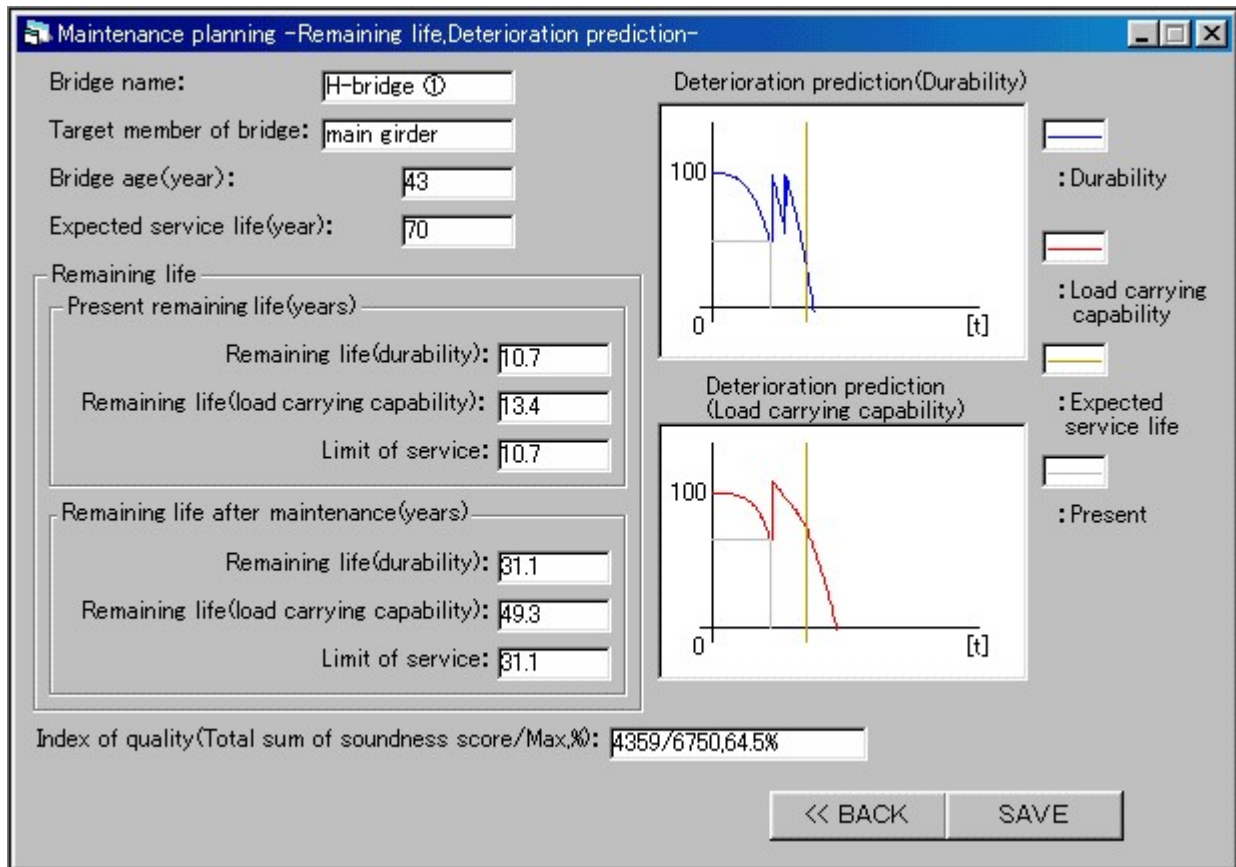 Maintenance planning -Remaining life,Deterioration prediction-
Bridge name: H-bridge ①
Target member of bridge: main girder
Bridge age(year): 43
Expected service life(year): 70
Remaining life
Present remaining life(years)
Remaining life(durability): 10.7
Remaining life(load carrying capability): 13.4
Limit of service: 10.7
Remaining life after maintenance(years)
Remaining life(durability): 31.1
Remaining life(load carrying capability): 49.3
Limit of service: 31.1
Deterioration prediction(Durability)
100
0
[t]
Deterioration prediction
(Load carrying capability)
100
0
[t]
:Durability
:Load carrying
capability
:Expected
service life
:Present
Index of quality(Total sum of soundness score/Max,%): 4359/6750,64.5%
<< BACK
SAVE